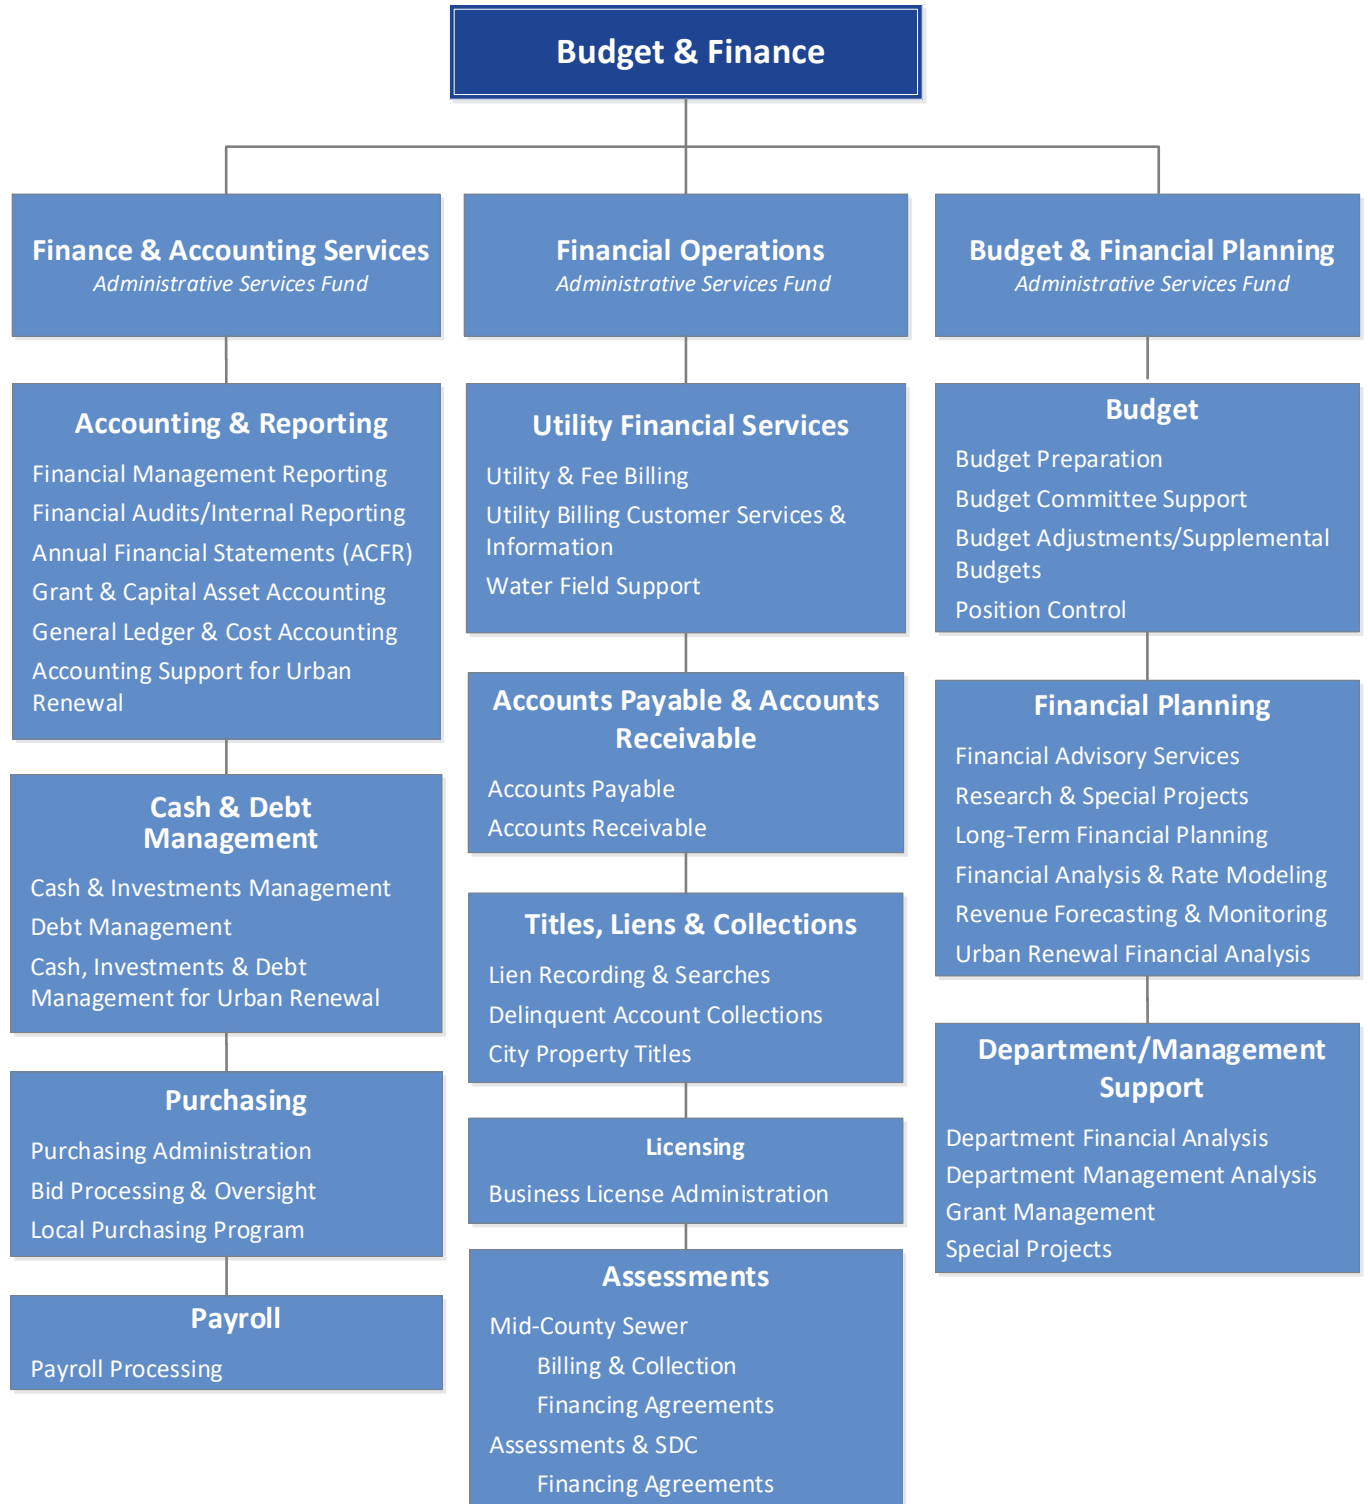 Budget & Finance
Finance & Accounting Services
Administrative Services Fund
Accounting & Reporting
Financial Management Reporting
Financial Audits/Internal Reporting
Annual Financial Statements (ACFR)
Grant & Capital Asset Accounting
General Ledger & Cost Accounting
Accounting Support for Urban
Renewal
Cash & Debt
Management
Cash & Investments Management
Debt Management
Cash, Investments & Debt
Management for Urban Renewal
Purchasing
Purchasing Administration
Bid Processing & Oversight
Local Purchasing Program
Payroll
Payroll Processing
Financial Operations
Administrative Services Fund
Utility Financial Services
Utility & Fee Billing
Utility Billing Customer Services &
Information
Water Field Support
Accounts Payable & Accounts
Receivable
Accounts Payable
Accounts Receivable
Titles, Liens & Collections
Lien Recording & Searches
Delinquent Account Collections
City Property Titles
Licensing
Business License Administration
Assessments
Mid-County Sewer
Billing & Collection
Financing Agreements
Assessments & SDC
Financing Agreements
Budget & Financial Planning
Administrative Services Fund
Budget
Budget Preparation
Budget Committee Support
Budget Adjustments/Supplemental
Budgets
Position Control
Financial Planning
Financial Advisory Services
Research & Special Projects
Long-Term Financial Planning
Financial Analysis & Rate Modeling
Revenue Forecasting & Monitoring
Urban Renewal Financial Analysis
Department/Management
Support
Department Financial Analysis
Department Management Analysis
Grant Management
Special Projects